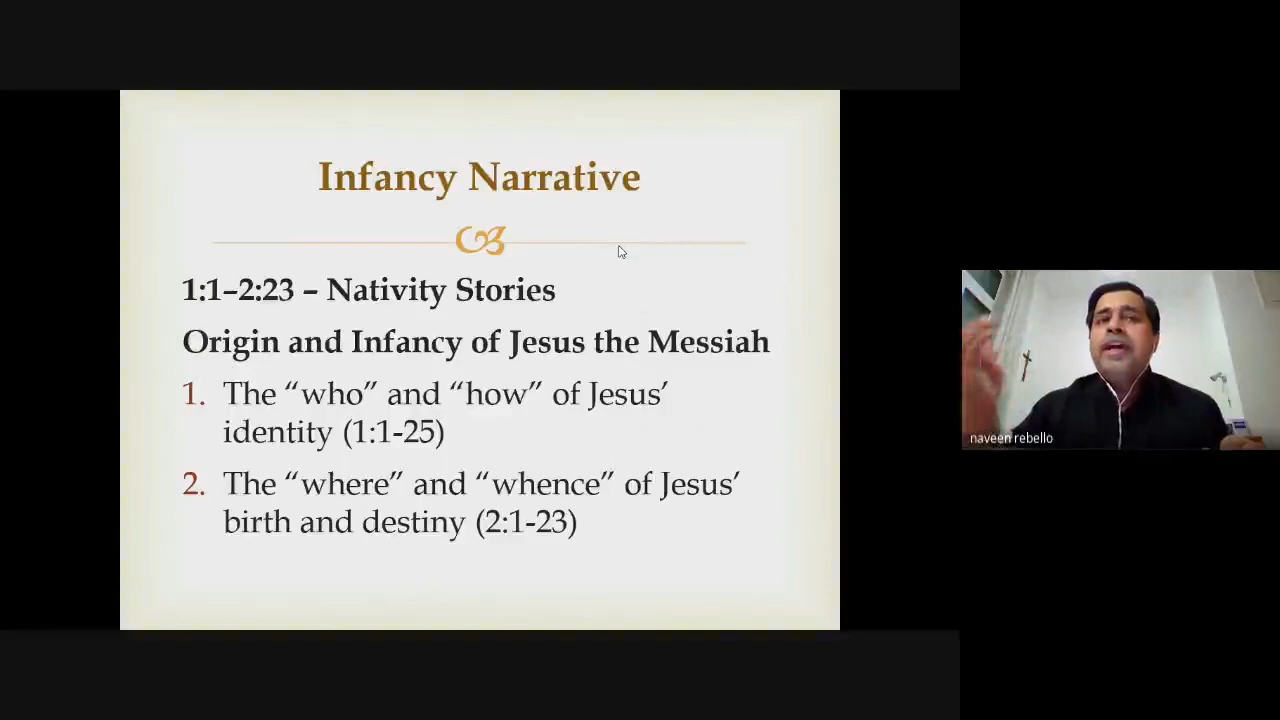 Infancy Narrative
1:1–2:23 – Nativity Stories
Origin and Infancy of Jesus the Messiah
1. The “who” and “how” of Jesus’
identity (1:1-25)
2. The “where” and “whence” of Jesus’
birth and destiny (2:1-23)
naveen rebello